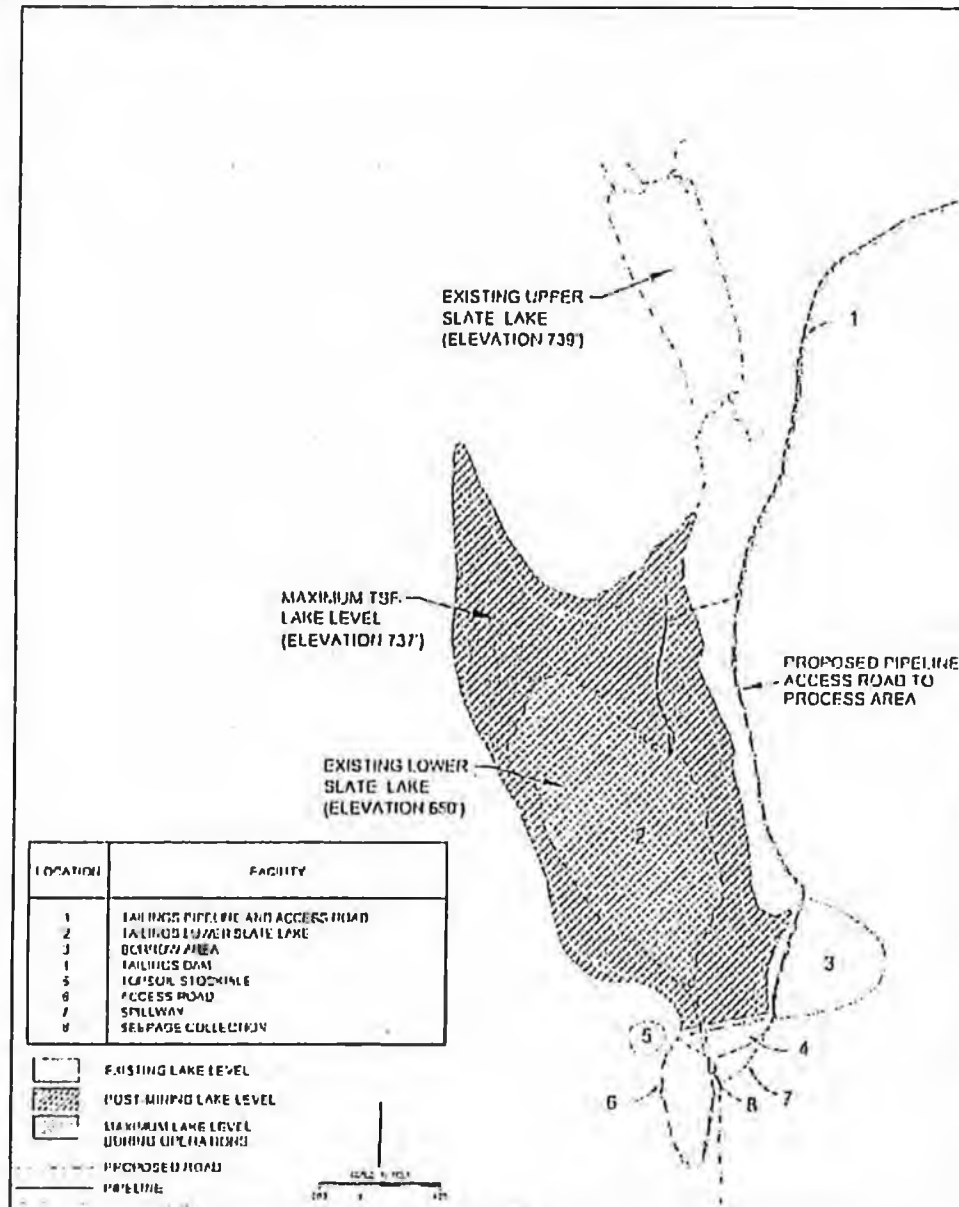 EXISTING UPPER
SLATE LAKE
(ELEVATION 739')
1
MAXIMUM TSF
LAKE LEVEL
(ELEVATION 737')
PROPOSED PIPELINE
ACCESS ROAD TO
PROCESS AREA
EXISTING LOWER
SLATE LAKE
(ELEVATION 650')
2
3
4
5
6
7
8
LOCATION FACILITY
1 TAILINGS PIPELINE AND ACCESS ROAD
2 TAILINGS LOWER SLATE LAKE
3 BORROW AREA
4 TAILINGS DAM
5 TOPSOIL STOCKPILE
6 ACCESS ROAD
7 SPILLWAY
8 SEEPAGE COLLECTION
EXISTING LAKE LEVEL
POST-MINING LAKE LEVEL
MAXIMUM LAKE LEVEL
DURING OPERATIONS
PROPOSED ROAD
PIPELINE
SCALE IN FEET
0